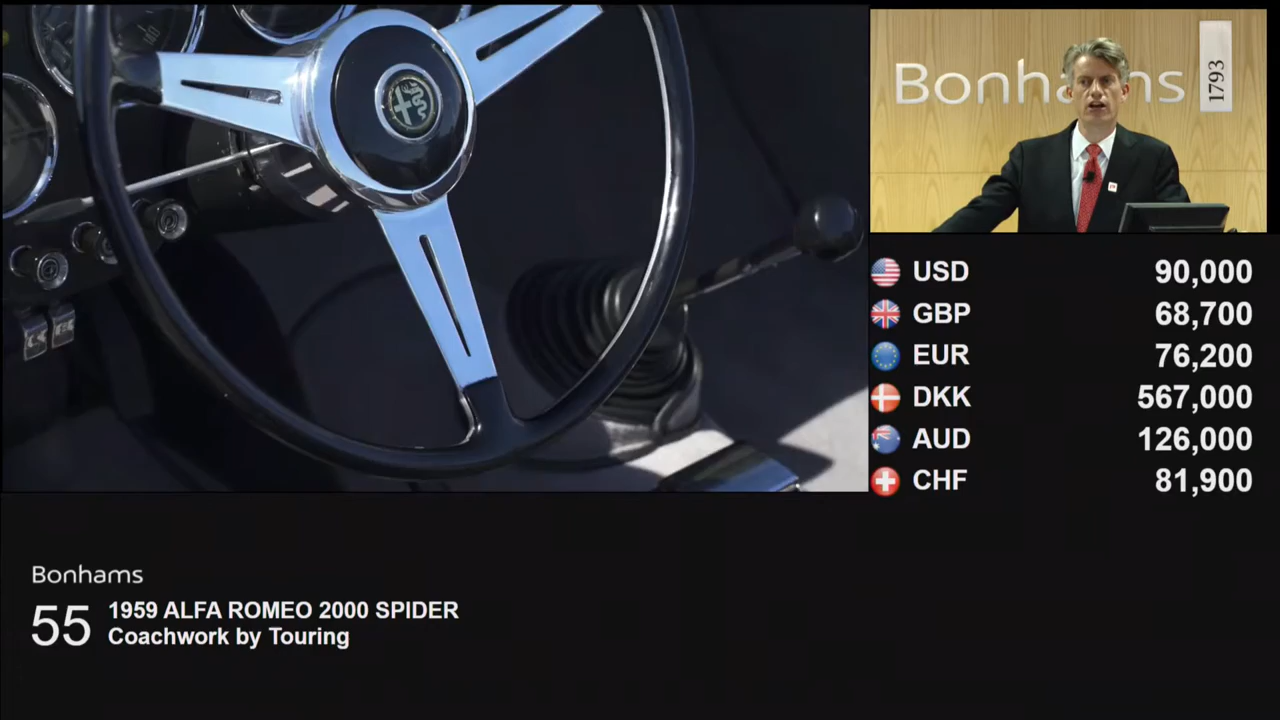 Bonhams
1793
USD 90,000
GBP 68,700
EUR 76,200
DKK 567,000
AUD 126,000
CHF 81,900
Bonhams
55
1959 ALFA ROMEO 2000 SPIDER
Coachwork by Touring